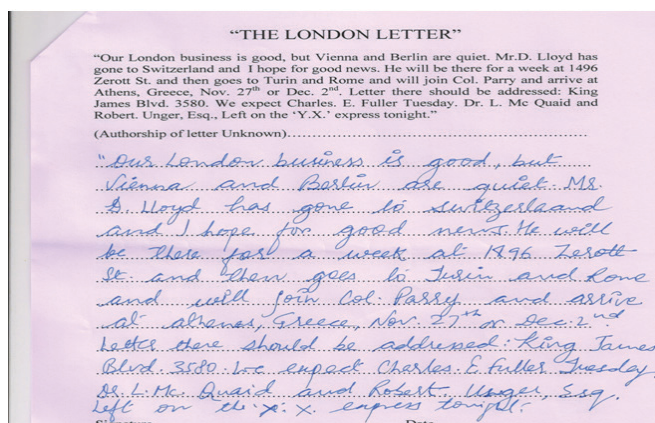 "THE LONDON LETTER"
"Our London business is good, but Vienna and Berlin are quiet. Mr.D. Lloyd has
gone to Switzerland and I hope for good news. He will be there for a week at 1496
Zerott St. and then goes to Turin and Rome and will join Col. Parry and arrive at
Athens, Greece, Nov. 27th or Dec. 2nd. Letter there should be addressed: King
James Blvd. 3580. We expect Charles. E. Fuller Tuesday. Dr. L. Mc Quaid and
Robert. Unger, Esq., Left on the 'Y.X.' express tonight."
(Authorship of letter Unknown)
"Our London business is good, but
Vienna and Berlin are quiet. Mr.
D. Lloyd has gone to Switzerleand
and I hope for good news. He will
be there for a week at 1896 Zerott
St. and then goes to Turin and Rone
and will join Col. Parry and arrive
at athenes, Greece, Nov. 27th or Dec. 2nd.
Letter there should be addressed: King James
Blvd. 3580. We expect Charles. E. Fuller Tuesday,
Dr. L. Mc Quaid and Robert. Unger, Esq.
left on the X. express tonight.